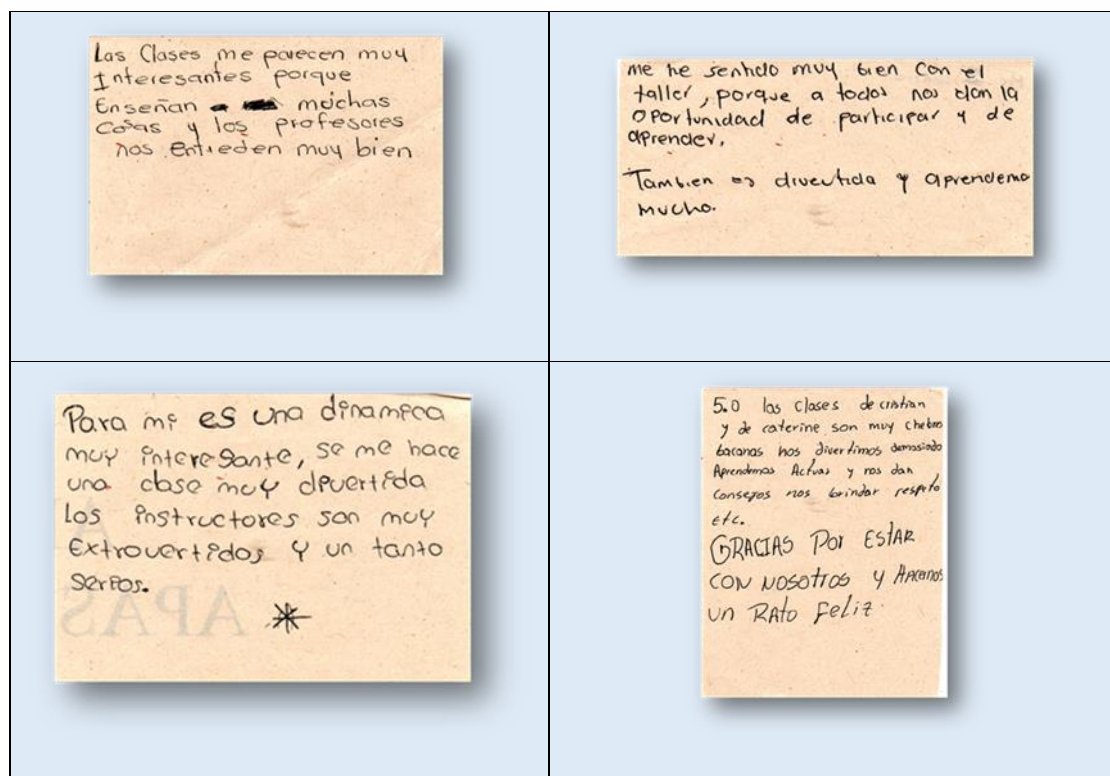 Las Clases me parecen muy
Interesantes porque
Enseñan a muchas
Cosas y los profesores
nos entieden muy bien
me he sentido muy bien con el
taller, porque a todos nos dan la
oportunidad de participar y de
aprender.
Tambien es divertida y aprendemo
mucho.
Para mi es una dinamica
muy interesante, se me hace
una clase muy divertida
Los instructores son muy
Extrovertidos y un tanto
serios.
APAS
5.0 las clases de cristian
y de caterine son muy chebre
bacanas nos divertimos demasiado
Aprendemos Actuar y nos dan
consejos nos brindar respeto
etc.
GRACIAS POR ESTAR
CON NOSOTROS y
UN RATO FELIZ